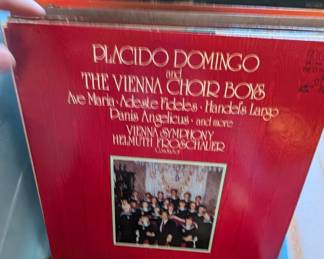 PLACIDO DOMINGO
and
THE VIENNA CHOIR BOYS
Ave Maria · Adeste Fideles · Handel's Largo
Panis Angelicus · and more
VIENNA SYMPHONY
HELMUTH FROSCHAUER
Conductor